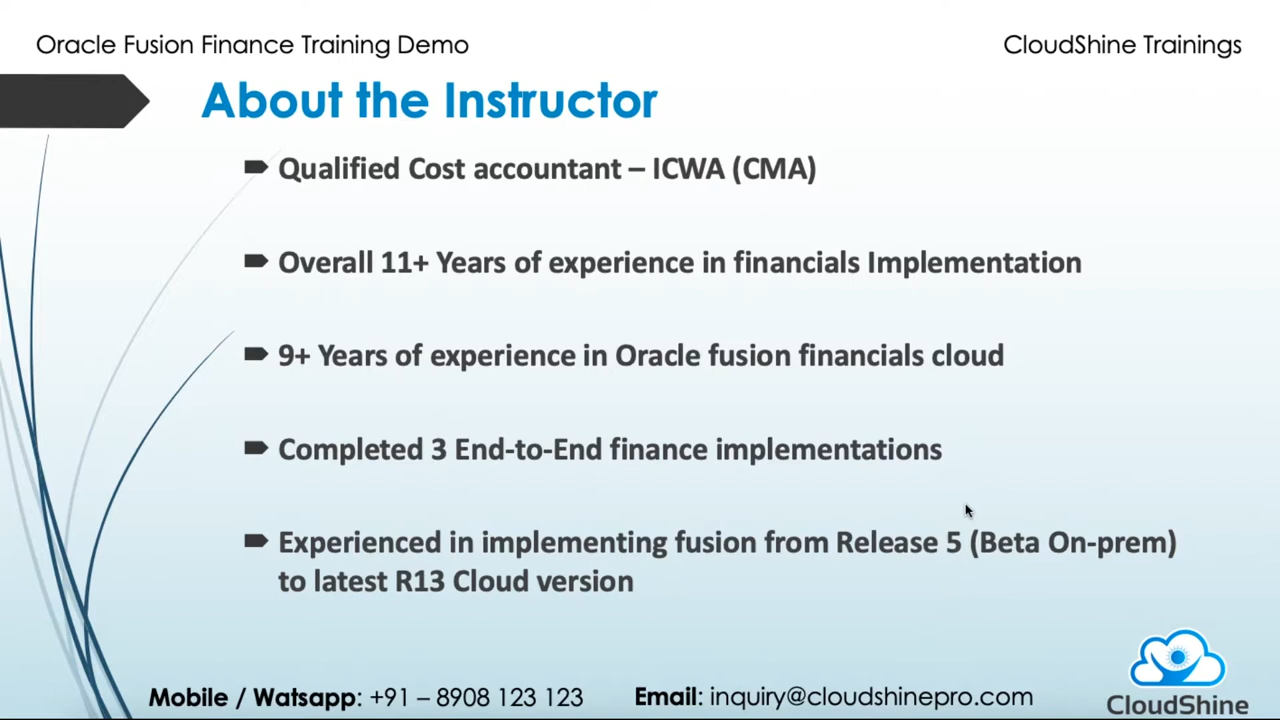 Oracle Fusion Finance Training Demo
CloudShine Trainings
About the Instructor
Qualified Cost accountant – ICWA (CMA)
Overall 11+ Years of experience in financials Implementation
9+ Years of experience in Oracle fusion financials cloud
Completed 3 End-to-End finance implementations
Experienced in implementing fusion from Release 5 (Beta On-prem)
to latest R13 Cloud version
Mobile / Watsapp: +91 – 8908 123 123
Email: inquiry@cloudshinepro.com
CloudShine